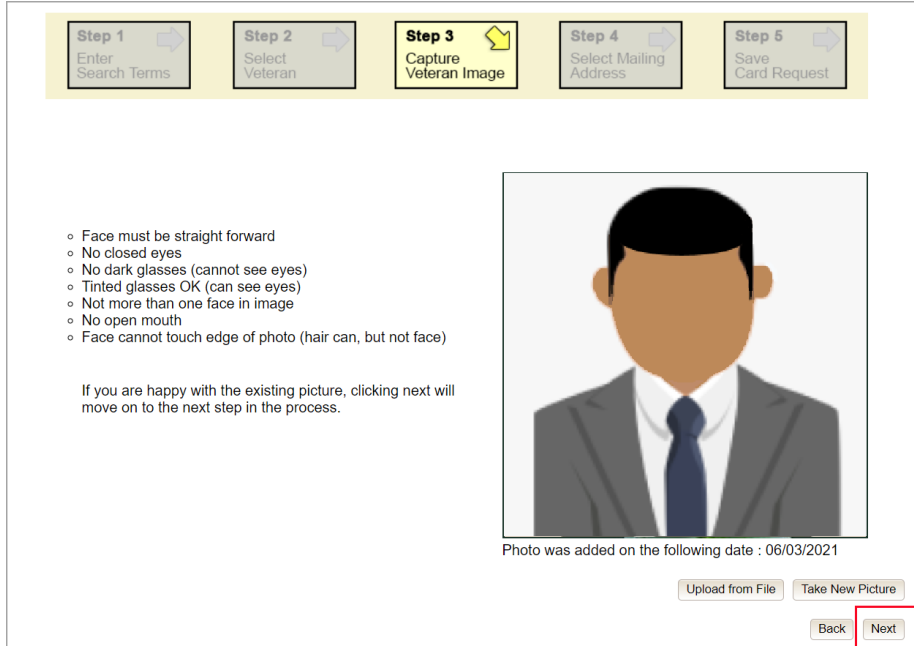 Step 1
Enter
Search Terms
Step 2
Select
Veteran
Step 3
Capture
Veteran Image
Step 4
Select Mailing
Address
Step 5
Save
Card Request
Face must be straight forward
No closed eyes
No dark glasses (cannot see eyes)
Tinted glasses OK (can see eyes)
Not more than one face in image
No open mouth
Face cannot touch edge of photo (hair can, but not face)
If you are happy with the existing picture, clicking next will
move on to the next step in the process.
Photo was added on the following date : 06/03/2021
Upload from File
Take New Picture
Back
Next